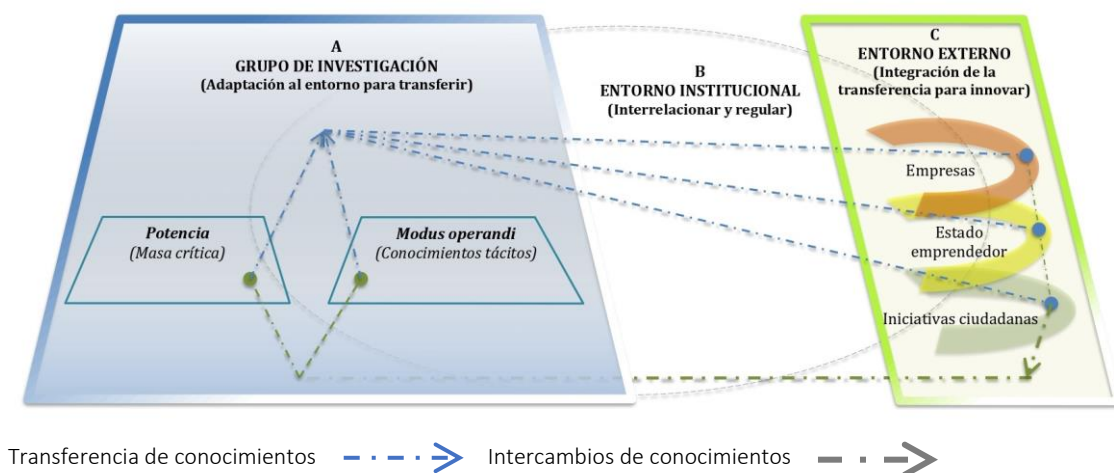 A
GRUPO DE INVESTIGACIÓN
(Adaptación al entorno para transferir)
B
ENTORNO INSTITUCIONAL
(Interrelacionar y regular)
C
ENTORNO EXTERNO
(Integración de la
transferencia para innovar)
Empresas
Potencia
(Masa crítica)
Modus operandi
(Conocimientos tácitos)
Estado
emprendedor
Iniciativas ciudadanas
Transferencia de conocimientos
Intercambios de conocimientos